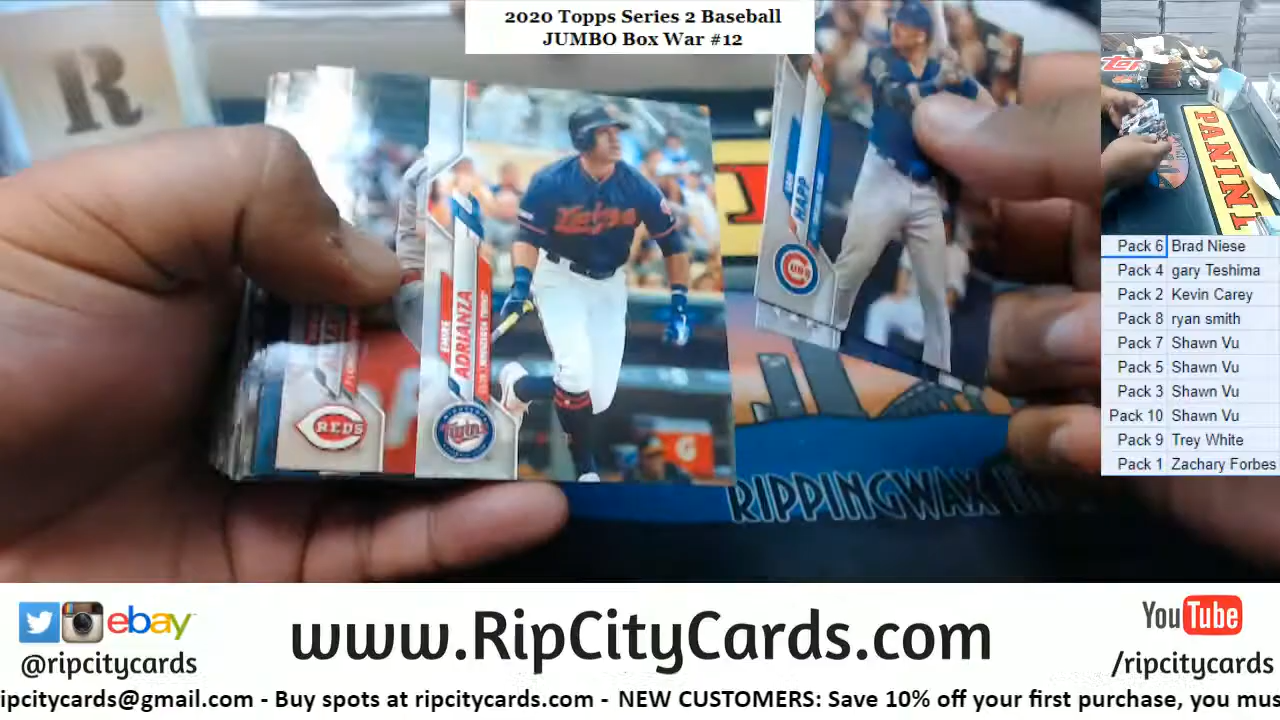 2020 Topps Series 2 Baseball
JUMBO Box War #12
R
PANINI
Pack 6 Brad Niese
Pack 4 gary Teshima
Pack 2 Kevin Carey
Pack 8 ryan smith
Pack 7 Shawn Vu
Pack 5 Shawn Vu
Pack 3 Shawn Vu
Pack 10 Shawn Vu
Pack 9 Trey White
Pack 1 Zachary Forbes
Twins
EHIRE
ADRIANZA
Twins
REDS
IAN
HAPP
CUBS
G
RIPPINGWAX
ebay
@ripcitycards
www.RipCityCards.com
YouTube
/ripcitycards
ripcitycards@gmail.com - Buy spots at ripcitycards.com - NEW CUSTOMERS: Save 10% off your first purchase, you mus